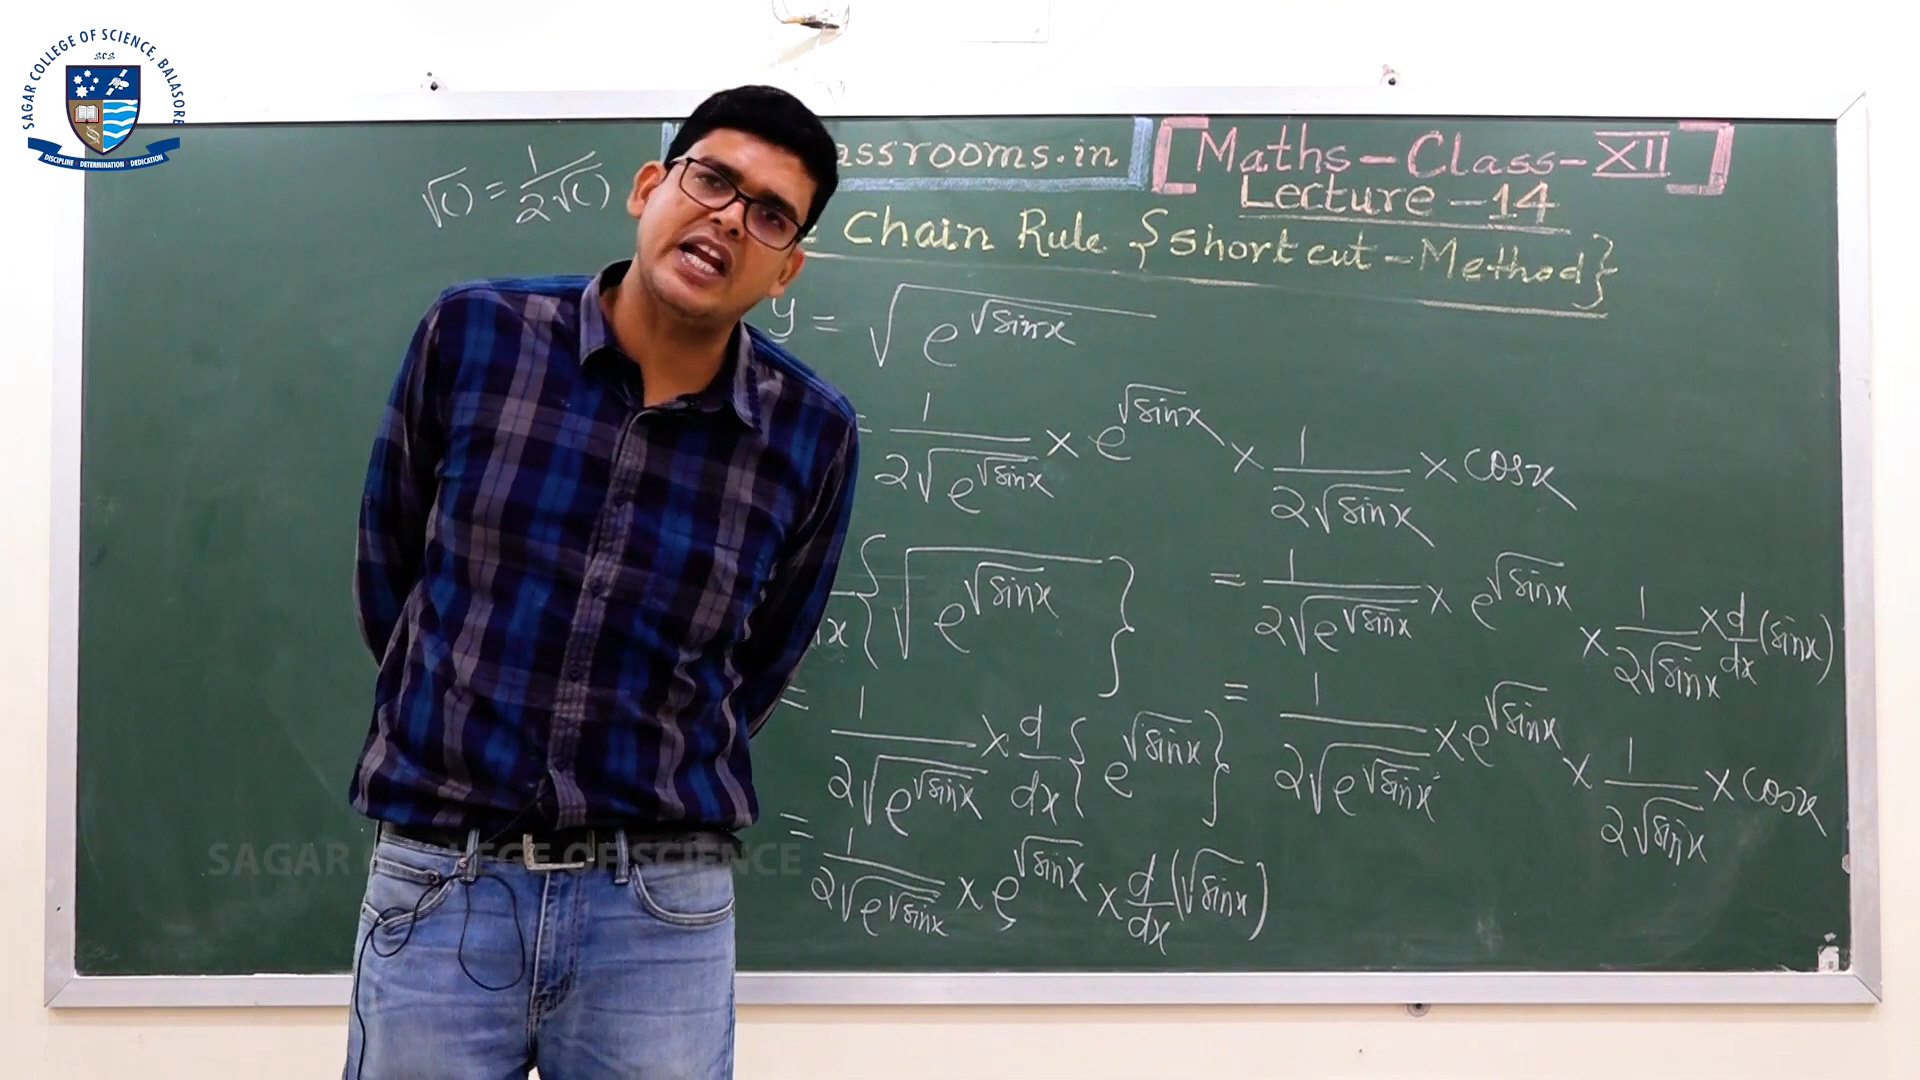 SAGAR COLLEGE OF SCIENCE, BALASORE
SCS
DISCIPLINE DETERMINATION DEDICATION
assrooms.in
[Maths-Class-XII]
Lecture-14
= Chain Rule {Shortcut-Method}
√( ) = 1/2√( )
y = √(e^√sinx)
= 1/2√(e^√sinx) × e^√sinx × 1/2√sinx × cosx
{√(e^√sinx)}
= 1/2√(e^√sinx) × d/dx{e^√sinx}
= 1/2√(e^√sinx) × e^√sinx × d/dx(√sinx)
= 1/2√(e^√sinx) × e^√sinx × 1/2√sinx × d/dx(sinx)
= 1/2√(e^√sinx) × e^√sinx × 1/2√sinx × cosx
SAGAR COLLEGE OF SCIENCE